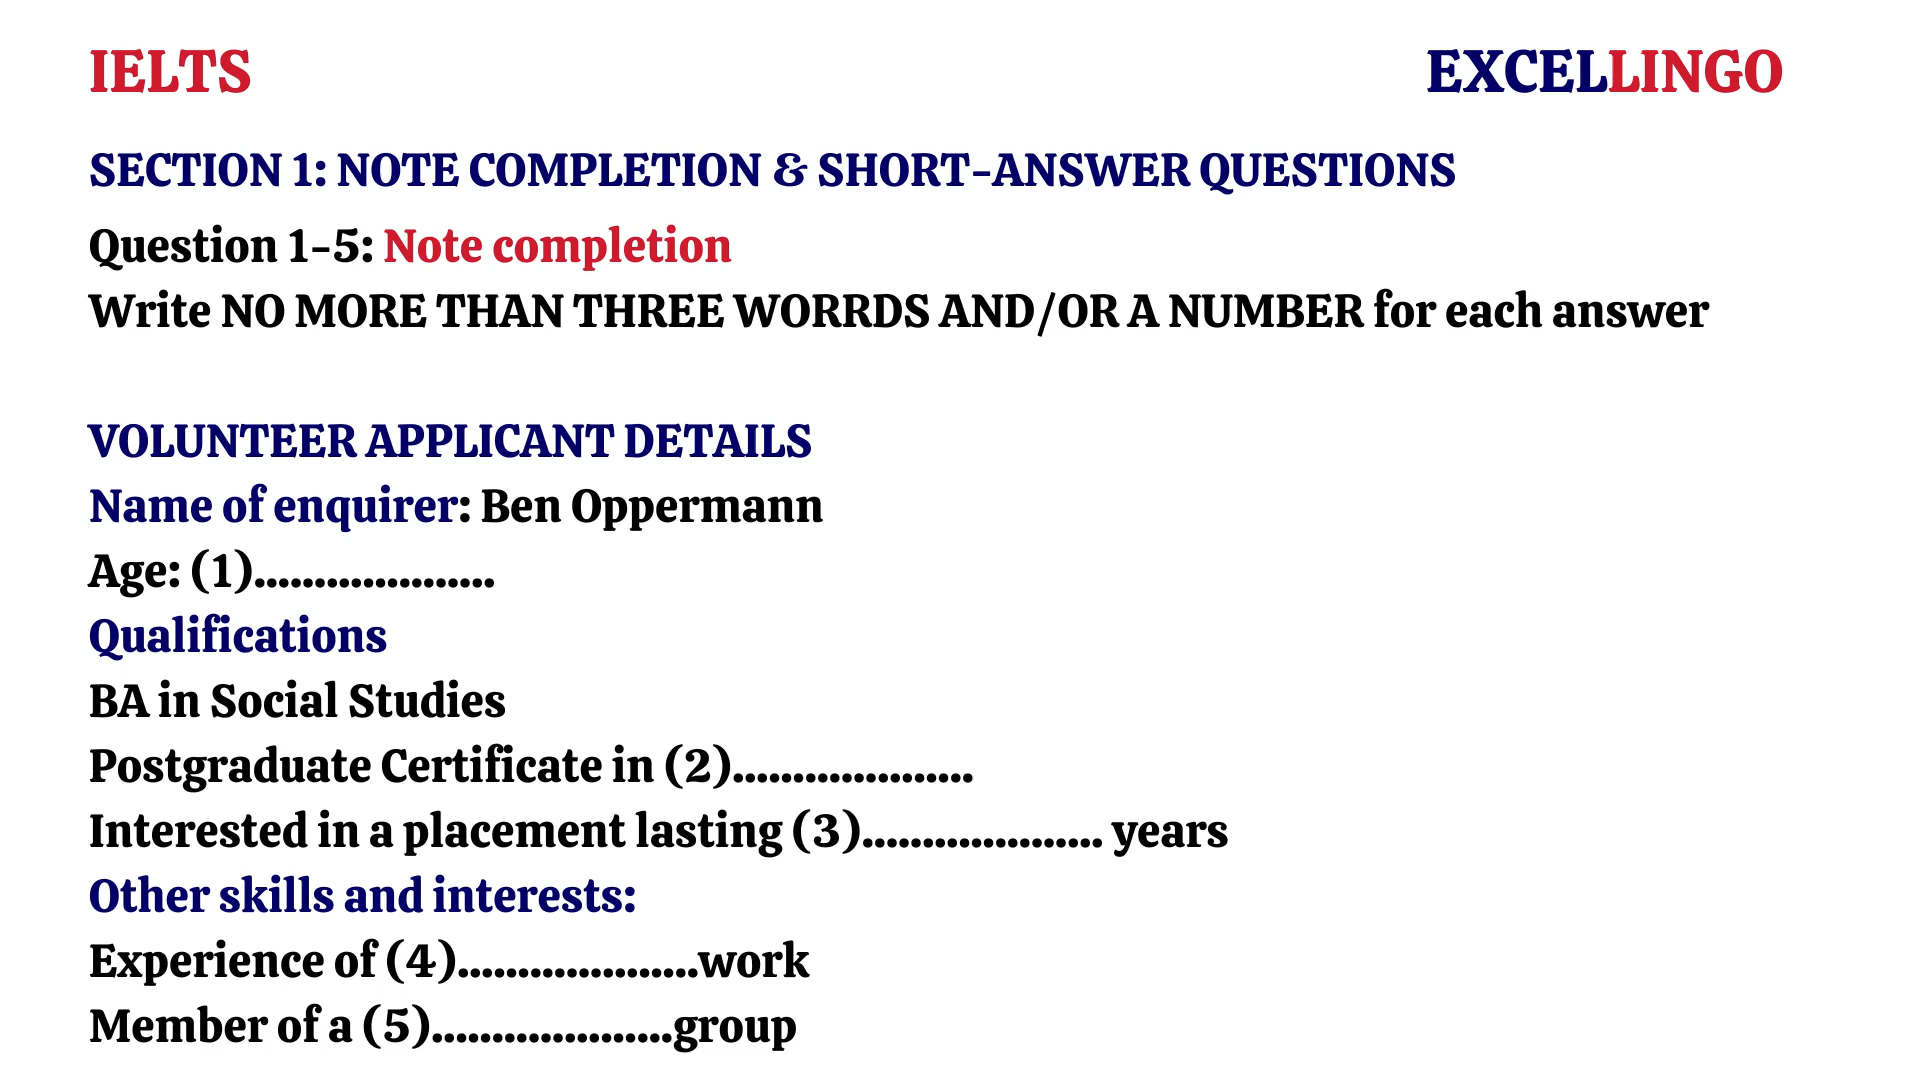 IELTS
EXCELLINGO
SECTION 1: NOTE COMPLETION & SHORT-ANSWER QUESTIONS
Question 1-5: Note completion
Write NO MORE THAN THREE WORRDS AND/OR A NUMBER for each answer
VOLUNTEER APPLICANT DETAILS
Name of enquirer: Ben Oppermann
Age: (1)....................
Qualifications
BA in Social Studies
Postgraduate Certificate in (2)....................
Interested in a placement lasting (3).................... years
Other skills and interests:
Experience of (4)....................work
Member of a (5)....................group